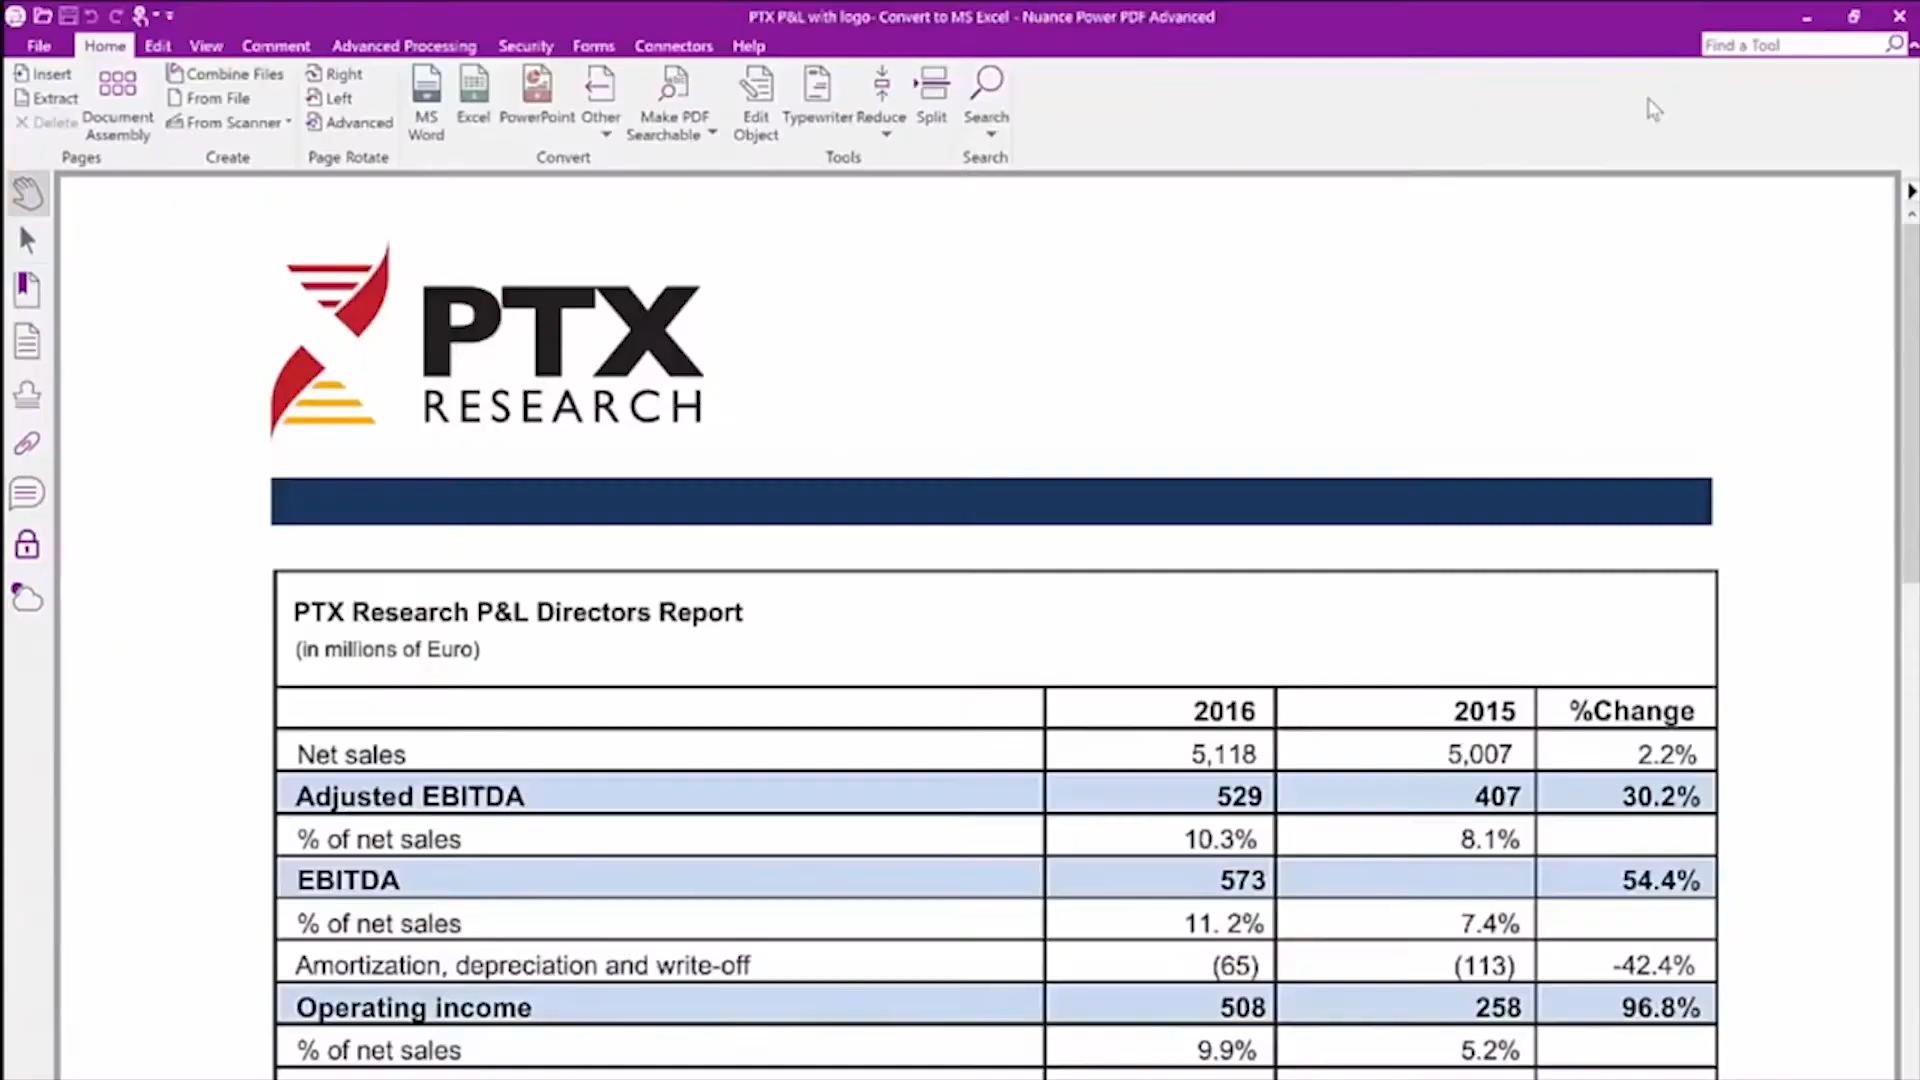 PTX P&L with logo- Convert to MS Excel - Nuance Power PDF Advanced
File Home Edit View Comment Advanced Processing Security Forms Connectors Help Find a Tool
Insert
Extract
Delete
Document Assembly
Pages
Combine Files
From File
From Scanner
Create
Right
Left
Advanced
Page Rotate
MS Word
Excel
PowerPoint
Other
Make PDF Searchable
Convert
Edit Object
Typewriter
Reduce
Split
Tools
Search
Search
PTX
RESEARCH
PTX Research P&L Directors Report
(in millions of Euro)
2016 2015 %Change
Net sales 5,118 5,007 2.2%
Adjusted EBITDA 529 407 30.2%
% of net sales 10.3% 8.1%
EBITDA 573 54.4%
% of net sales 11. 2% 7.4%
Amortization, depreciation and write-off (65) (113) -42.4%
Operating income 508 258 96.8%
% of net sales 9.9% 5.2%